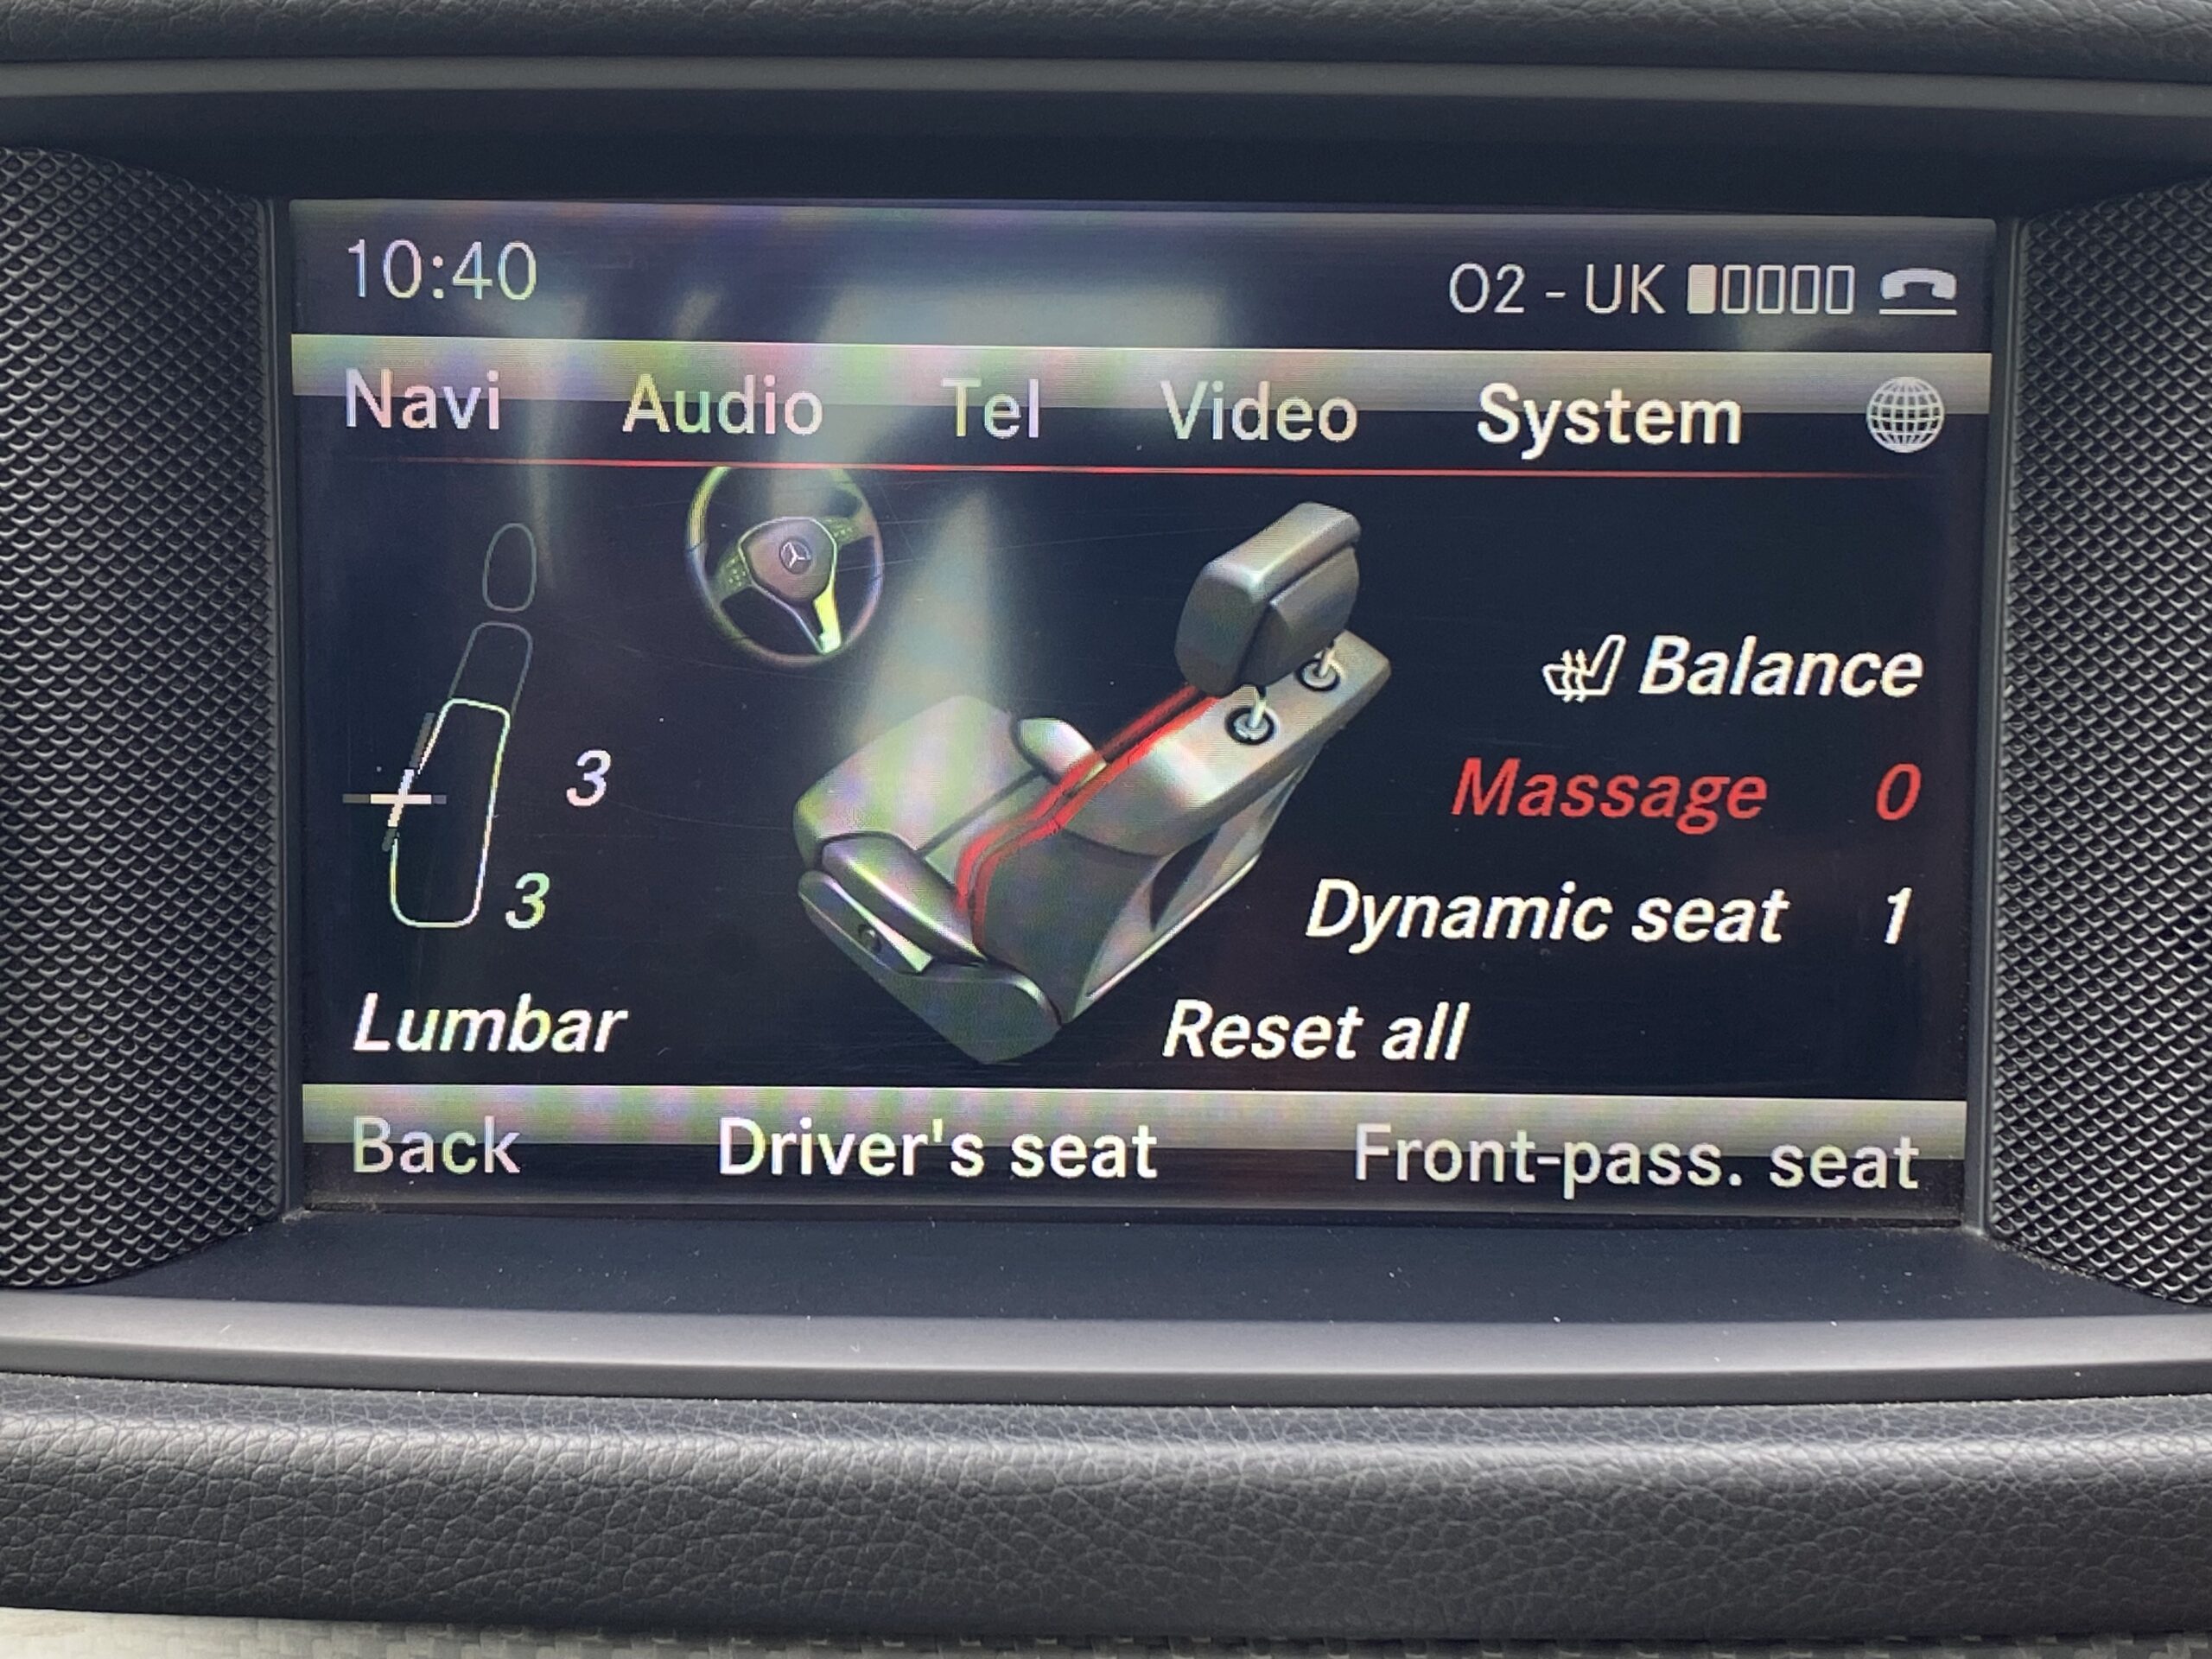 10:40 O2 - UK
Navi Audio Tel Video System
Balance
3 Massage 0
3 Dynamic seat 1
Lumbar Reset all
Back Driver's seat Front-pass. seat